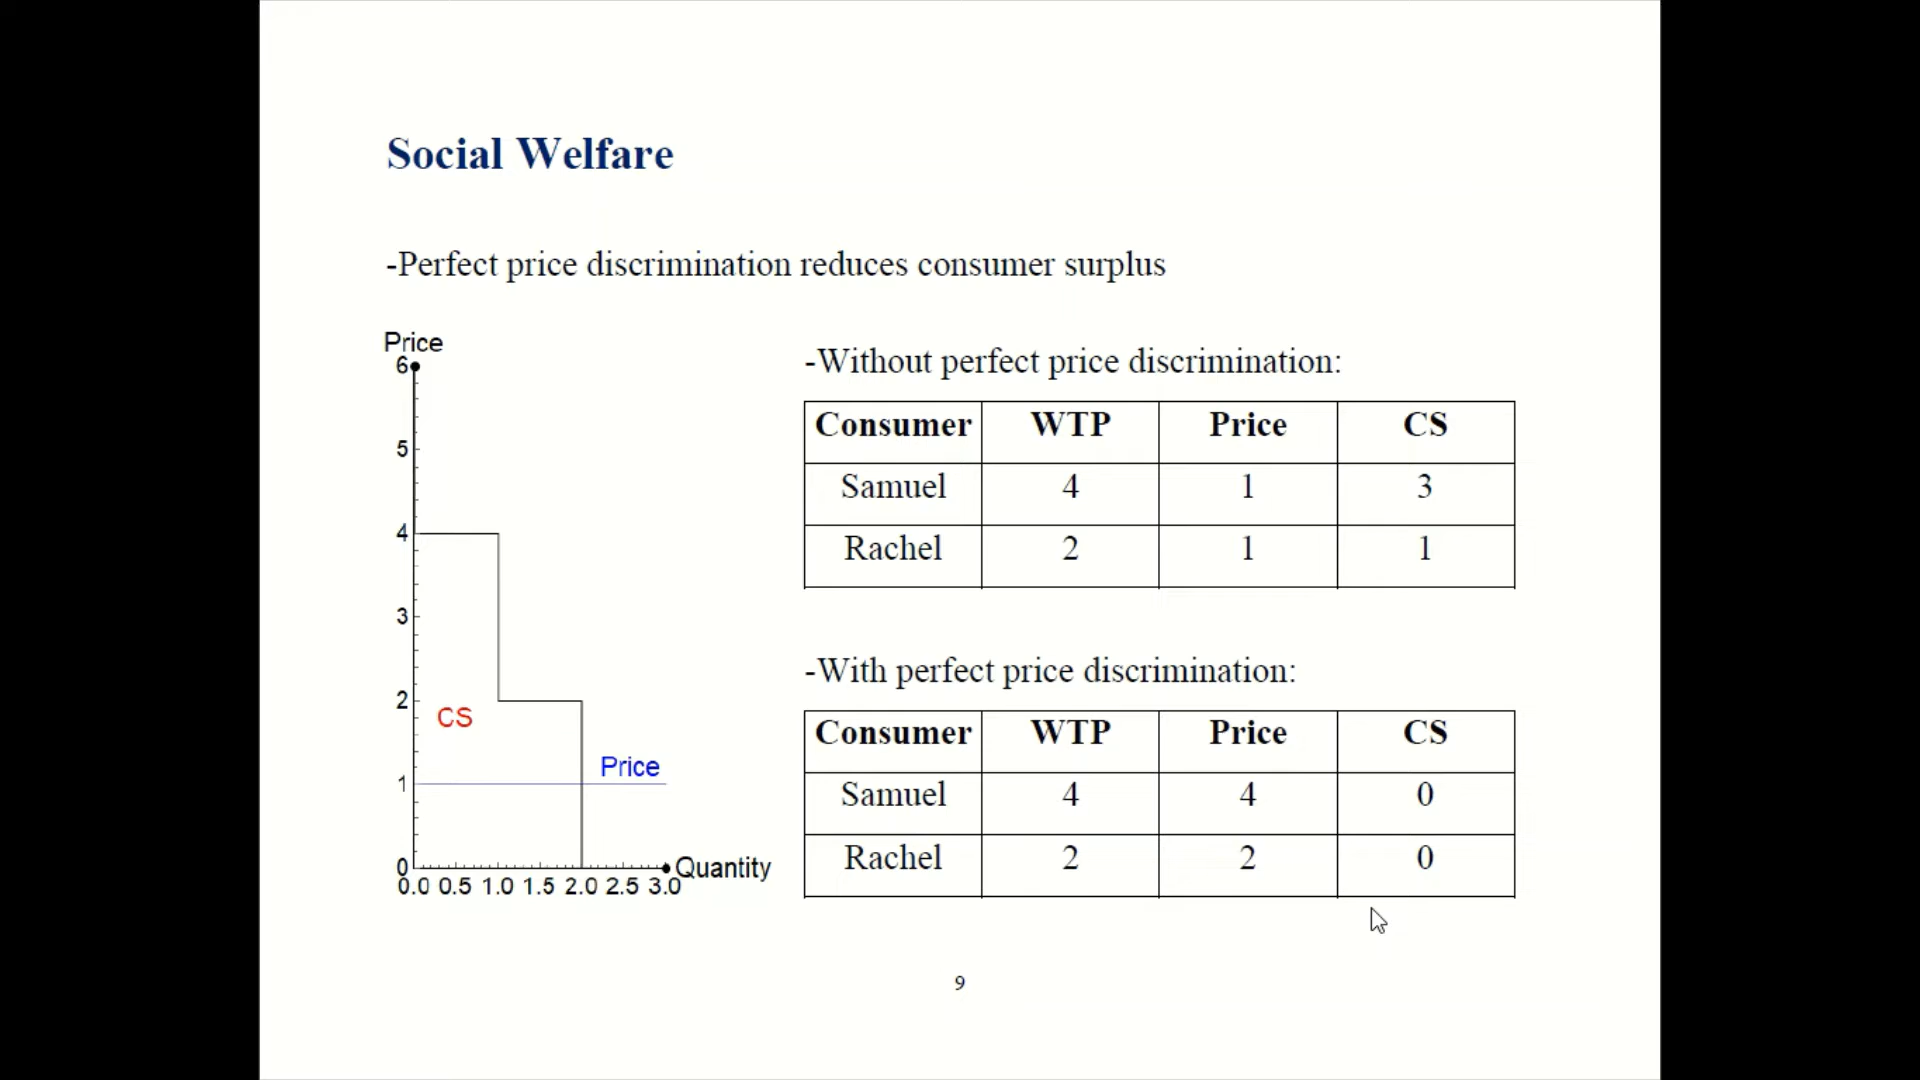 Social Welfare
-Perfect price discrimination reduces consumer surplus
Price
6
5
4
3
2
1
0
CS
Price
0.0 0.5 1.0 1.5 2.0 2.5 3.0
Quantity
-Without perfect price discrimination:
Consumer WTP Price CS
Samuel 4 1 3
Rachel 2 1 1
-With perfect price discrimination:
Consumer WTP Price CS
Samuel 4 4 0
Rachel 2 2 0
9